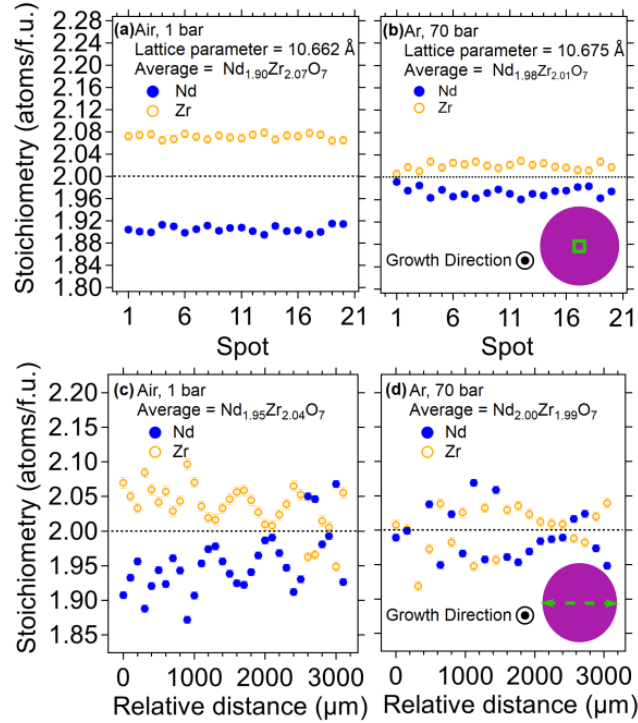 (a) Air, 1 bar
Lattice parameter = 10.662 Å
Average = Nd1.90Zr2.07O7
Nd
Zr
Stoichiometry (atoms/f.u.)
2.28
2.24
2.20
2.16
2.12
2.08
2.04
2.00
1.96
1.92
1.88
1.84
1.80
1 6 11 16 21
Spot
(b) Ar, 70 bar
Lattice parameter = 10.675 Å
Average = Nd1.98Zr2.01O7
Nd
Zr
Growth Direction
1 6 11 16 21
Spot
(c) Air, 1 bar
Average = Nd1.95Zr2.04O7
Nd
Zr
Stoichiometry (atoms/f.u.)
2.20
2.15
2.10
2.05
2.00
1.95
1.90
1.85
0 1000 2000 3000
Relative distance (μm)
(d) Ar, 70 bar
Average = Nd2.00Zr1.99O7
Nd
Zr
Growth Direction
0 1000 2000 3000
Relative distance (μm)